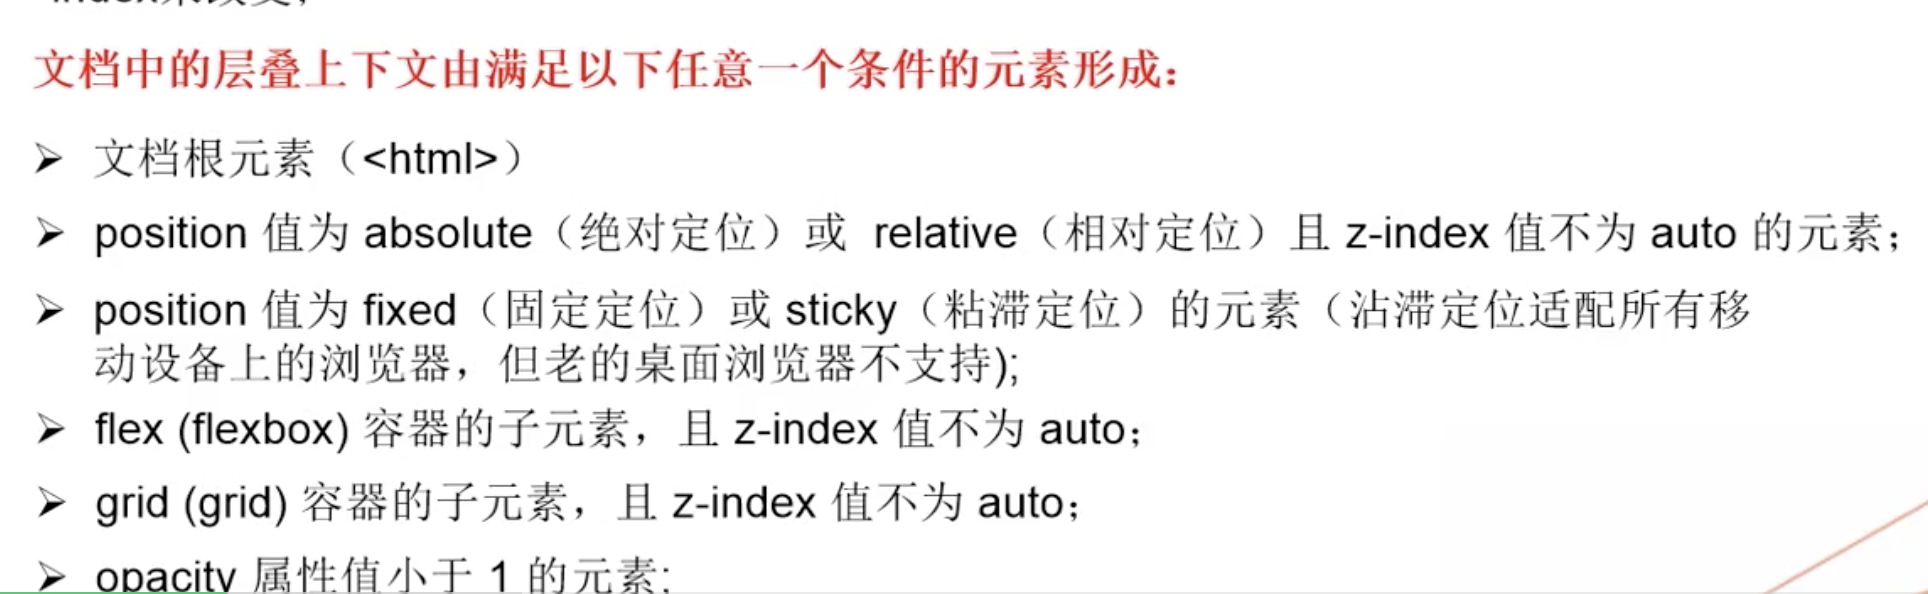 文档中的层叠上下文由满足以下任意一个条件的元素形成：
➢ 文档根元素（<html>）
➢ position 值为 absolute（绝对定位）或 relative（相对定位）且 z-index 值不为 auto 的元素；
➢ position 值为 fixed（固定定位）或 sticky（粘滞定位）的元素（沾滞定位适配所有移
动设备上的浏览器，但老的桌面浏览器不支持);
➢ flex (flexbox) 容器的子元素，且 z-index 值不为 auto；
➢ grid (grid) 容器的子元素，且 z-index 值不为 auto；
➢ opacity 属性值小于 1 的元素;